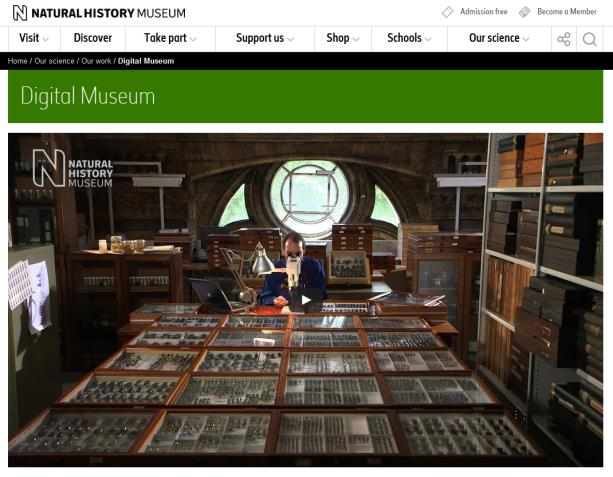 NATURAL HISTORY MUSEUM
Admission free Become a Member
Visit Discover Take part Support us Shop Schools Our science
Home / Our science / Our work / Digital Museum
Digital Museum
NATURAL
HISTORY
MUSEUM